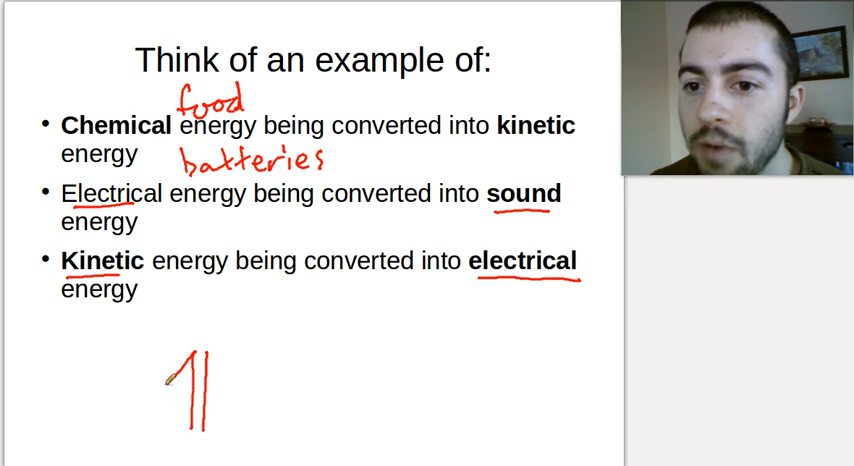 Think of an example of:
food
• Chemical energy being converted into kinetic
energy
batteries
• Electrical energy being converted into sound
energy
• Kinetic energy being converted into electrical
energy